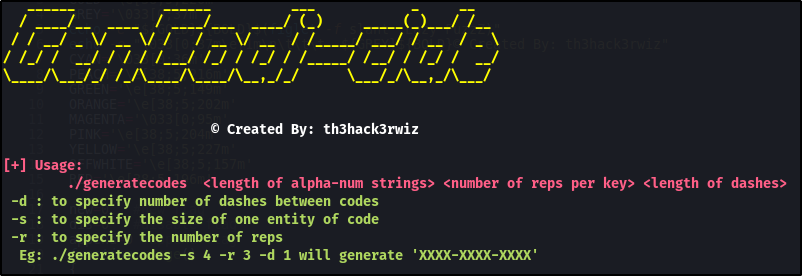 GenCodi-cide
© Created By: th3hack3rwiz
[+] Usage:
./generatecodes <length of alpha-num strings> <number of reps per key> <length of dashes>
-d : to specify number of dashes between codes
-s : to specify the size of one entity of code
-r : to specify the number of reps
Eg: ./generatecodes -s 4 -r 3 -d 1 will generate 'XXXX-XXXX-XXXX'